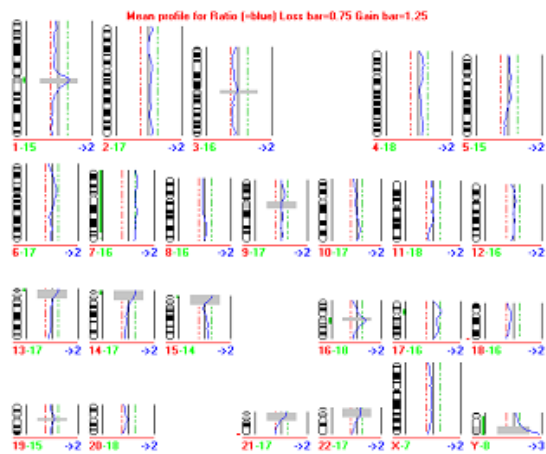 Mean profile for Ratio (=blue) Loss bar=0.75 Gain bar=1.25
1-15 ->2 2-17 ->2 3-16 ->2 4-18 ->2 5-15 ->2
6-17 ->2 7-16 ->2 8-16 ->2 9-17 ->2 10-17 ->2 11-18 ->2 12-16 ->2
13-17 ->2 14-17 ->2 15-14 ->2 16-10 ->2 17-16 ->2 18-16 ->2
19-15 ->2 20-18 ->2 21-17 ->2 22-17 ->2 X-7 ->2 Y-8 ->3